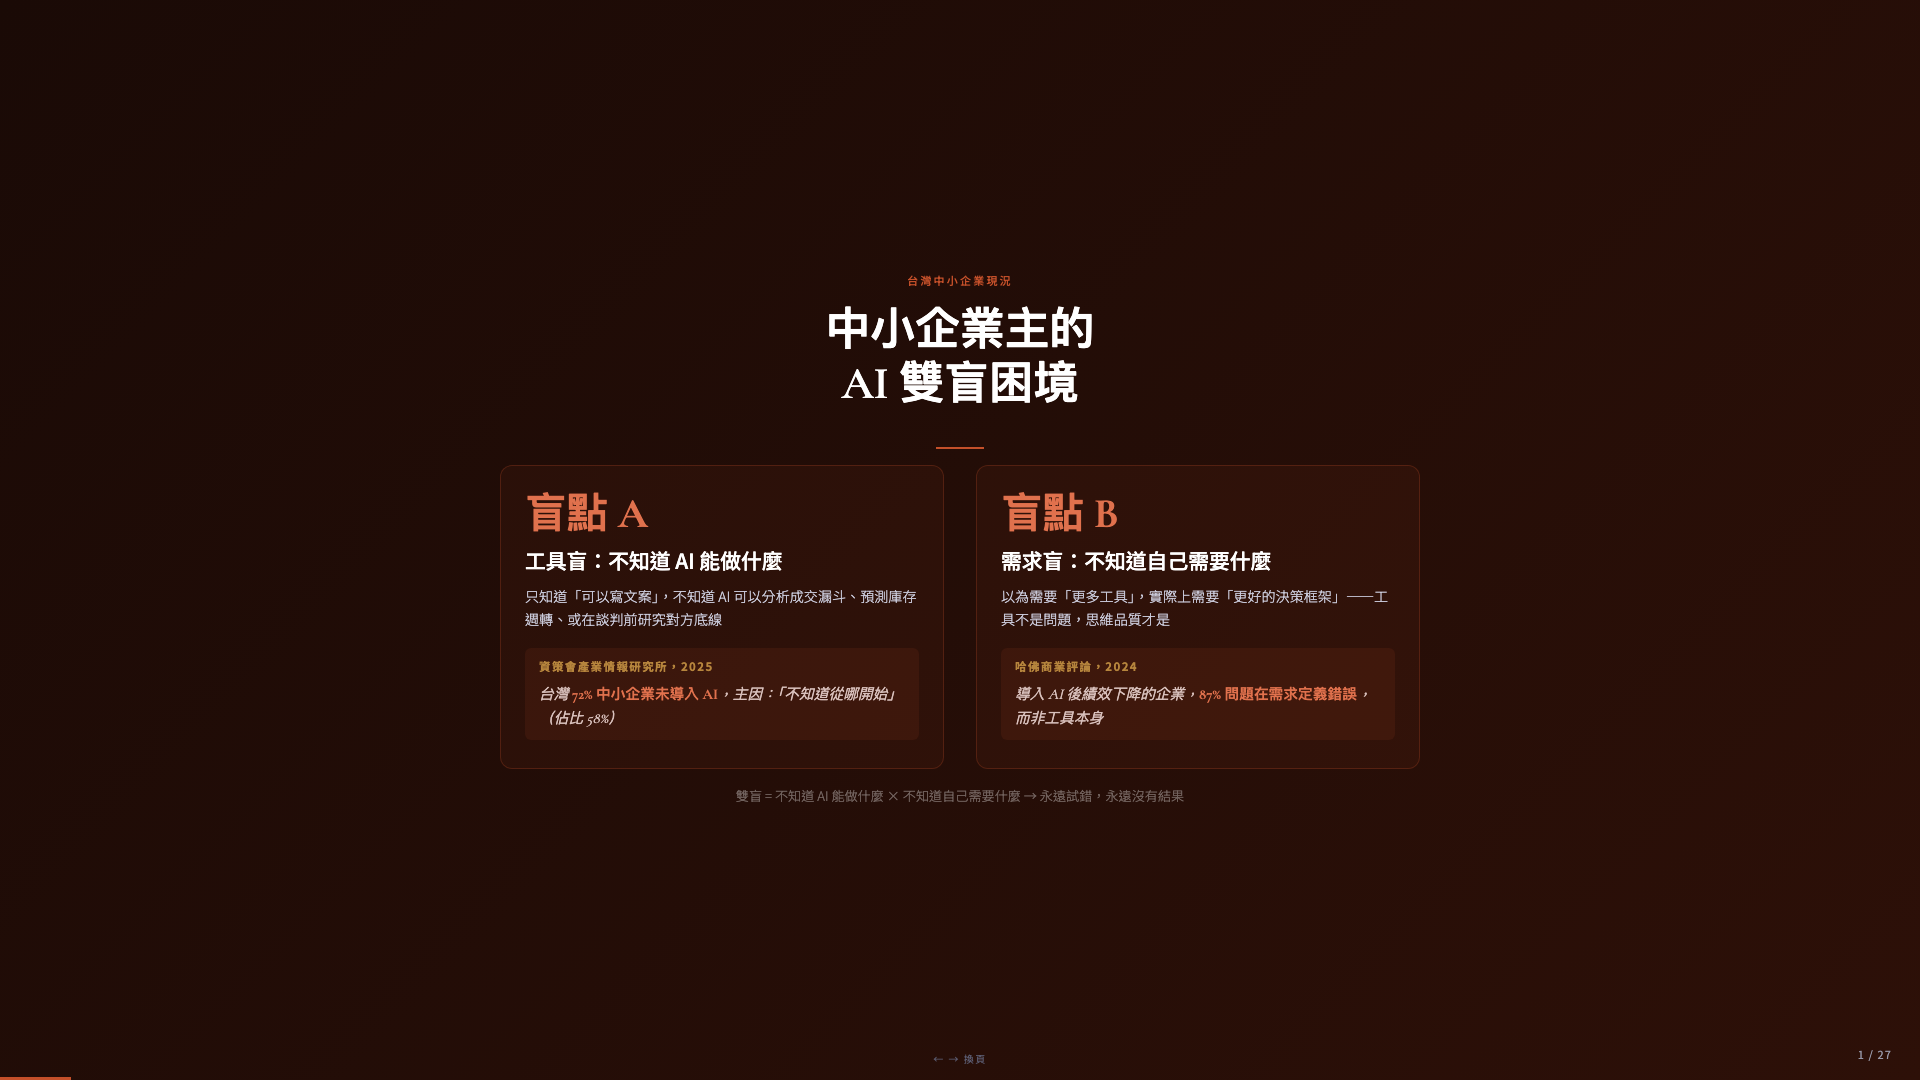 台灣中小企業現況
中小企業主的
AI 雙盲困境
盲點 A
工具盲：不知道 AI 能做什麼
只知道「可以寫文案」，不知道 AI 可以分析成交漏斗、預測庫存
週轉、或在談判前研究對方底線
資策會產業情報研究所，2025
台灣 72% 中小企業未導入 AI，主因：「不知道從哪開始」
（佔比 58%）
盲點 B
需求盲：不知道自己需要什麼
以為需要「更多工具」，實際上需要「更好的決策框架」——工
具不是問題，思維品質才是
哈佛商業評論，2024
導入 AI 後績效下降的企業，87% 問題在需求定義錯誤，
而非工具本身
雙盲 = 不知道 AI 能做什麼 × 不知道自己需要什麼 → 永遠試錯，永遠沒有結果
← → 換頁
1 / 27